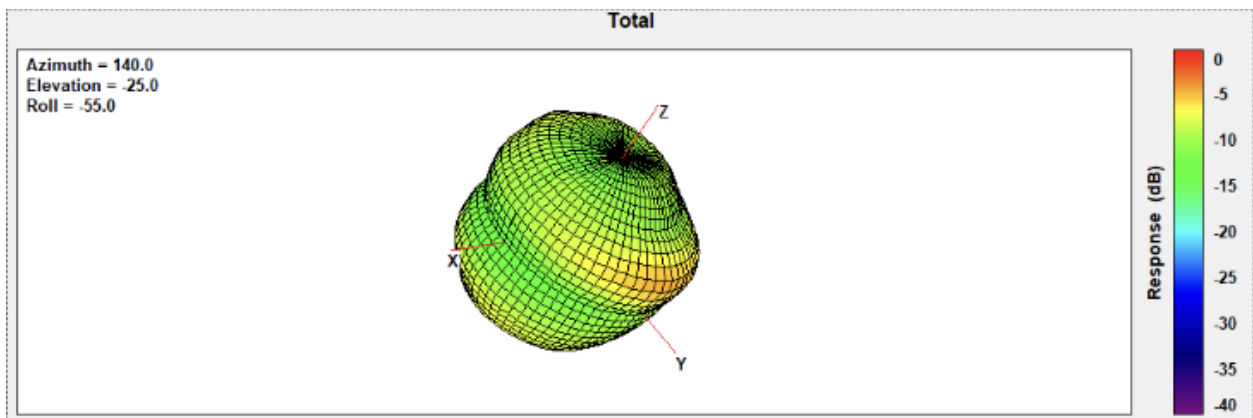 Total
Azimuth = 140.0
Elevation = -25.0
Roll = -55.0
Z
X
Y
0
-5
-10
-15
-20
-25
-30
-35
-40
Response (dB)